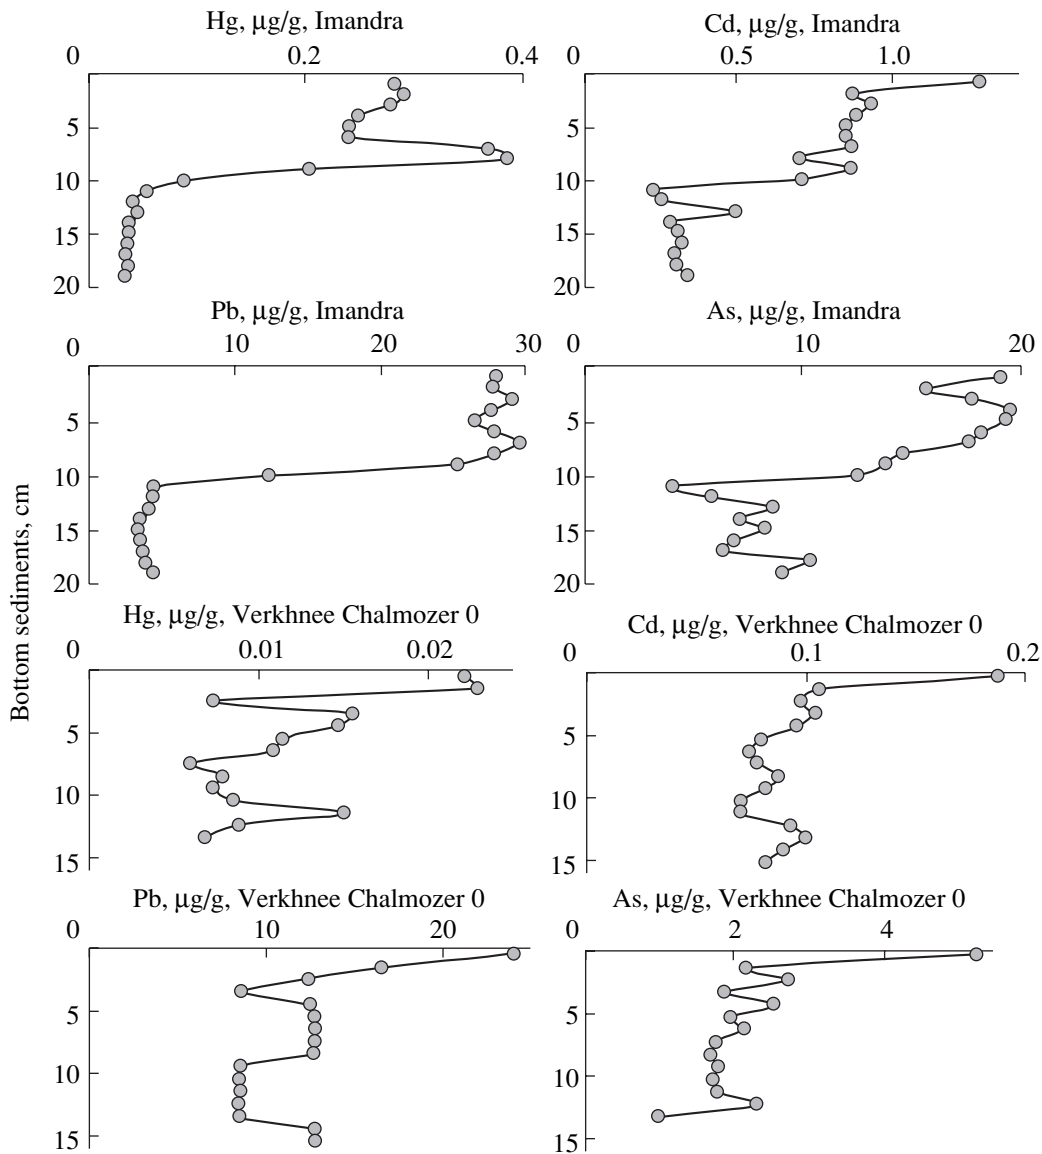 Hg, μg/g, Imandra
0 0.2 0.4
5
10
15
20
Cd, μg/g, Imandra
0 0.5 1.0
5
10
15
20
Pb, μg/g, Imandra
0 10 20 30
5
10
15
20
As, μg/g, Imandra
0 10 20
5
10
15
20
Bottom sediments, cm
Hg, μg/g, Verkhnee Chalmozer 0
0 0.01 0.02
5
10
15
Cd, μg/g, Verkhnee Chalmozer 0
0 0.1 0.2
5
10
15
Pb, μg/g, Verkhnee Chalmozer 0
0 10 20
5
10
15
As, μg/g, Verkhnee Chalmozer 0
0 2 4
5
10
15